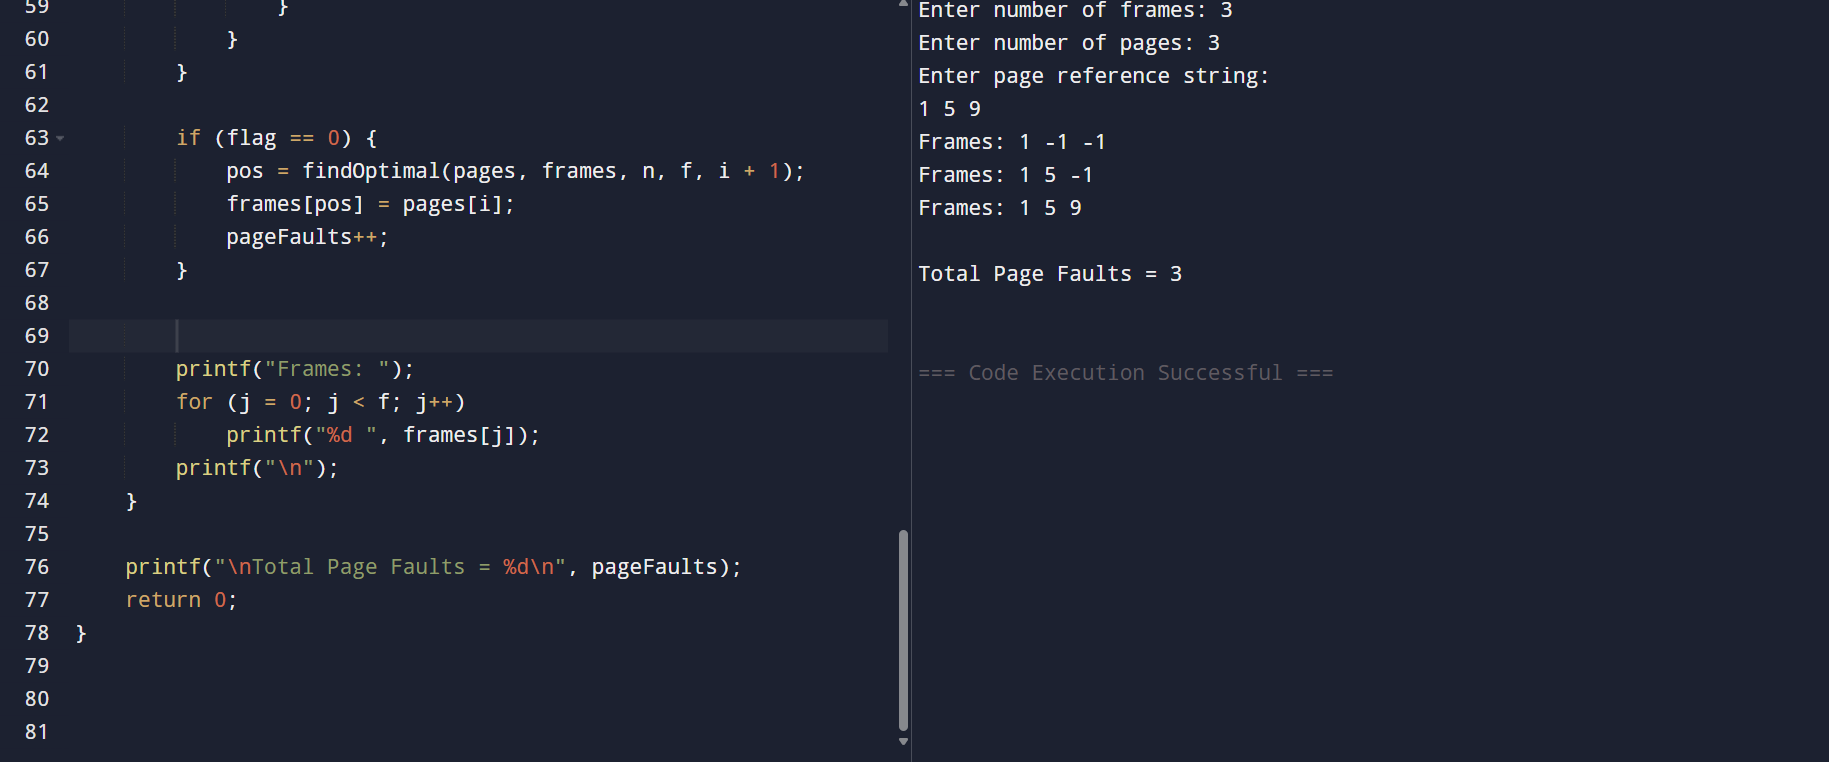 59                  }
60              }
61          }
62
63          if (flag == 0) {
64              pos = findOptimal(pages, frames, n, f, i + 1);
65              frames[pos] = pages[i];
66              pageFaults++;
67          }
68
69
70          printf("Frames: ");
71          for (j = 0; j < f; j++)
72              printf("%d ", frames[j]);
73          printf("\n");
74      }
75
76      printf("\nTotal Page Faults = %d\n", pageFaults);
77      return 0;
78  }
79
80
81
Enter number of frames: 3
Enter number of pages: 3
Enter page reference string:
1 5 9
Frames: 1 -1 -1
Frames: 1 5 -1
Frames: 1 5 9

Total Page Faults = 3


=== Code Execution Successful ===